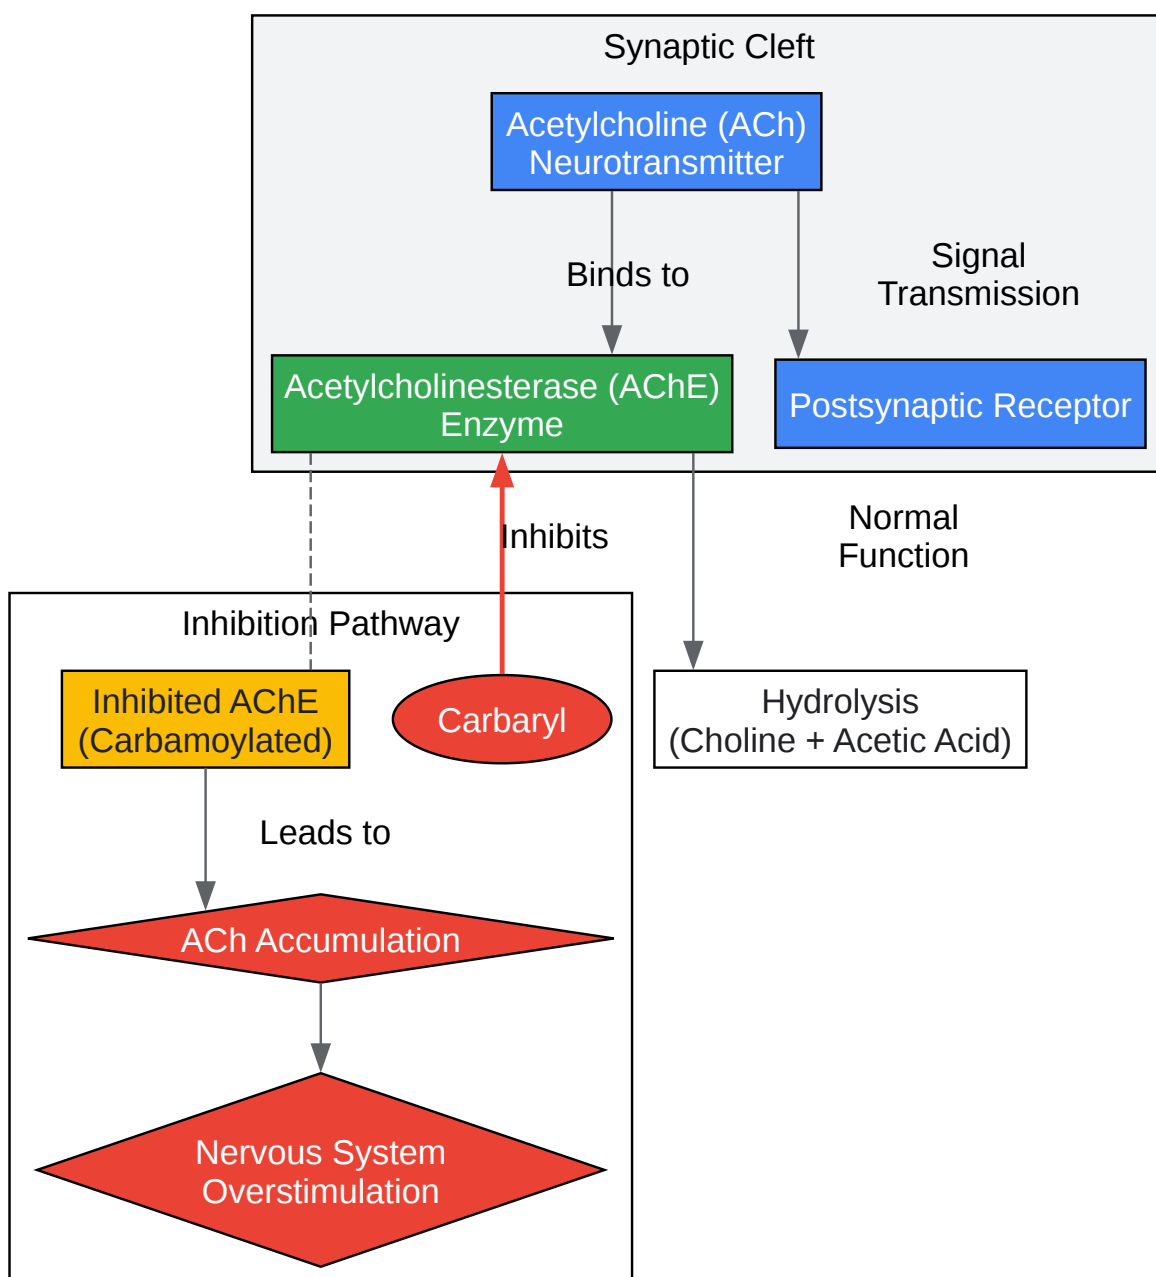 Synaptic Cleft
Acetylcholine (ACh)
Neurotransmitter
Binds to
Signal
Transmission
Acetylcholinesterase (AChE)
Enzyme
Postsynaptic Receptor
Inhibits
Normal
Function
Inhibition Pathway
Inhibited AChE
(Carbamoylated)
Carbaryl
Hydrolysis
(Choline + Acetic Acid)
Leads to
ACh Accumulation
Nervous System
Overstimulation